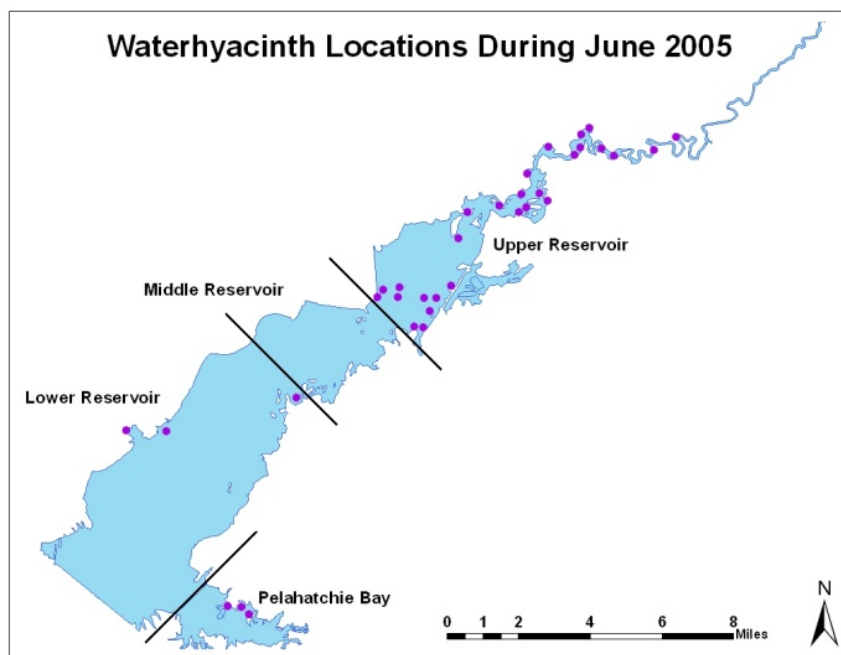 Waterhyacinth Locations During June 2005
Upper Reservoir
Middle Reservoir
Lower Reservoir
Pelahatchie Bay
N
0 1 2 4 6 8
Miles